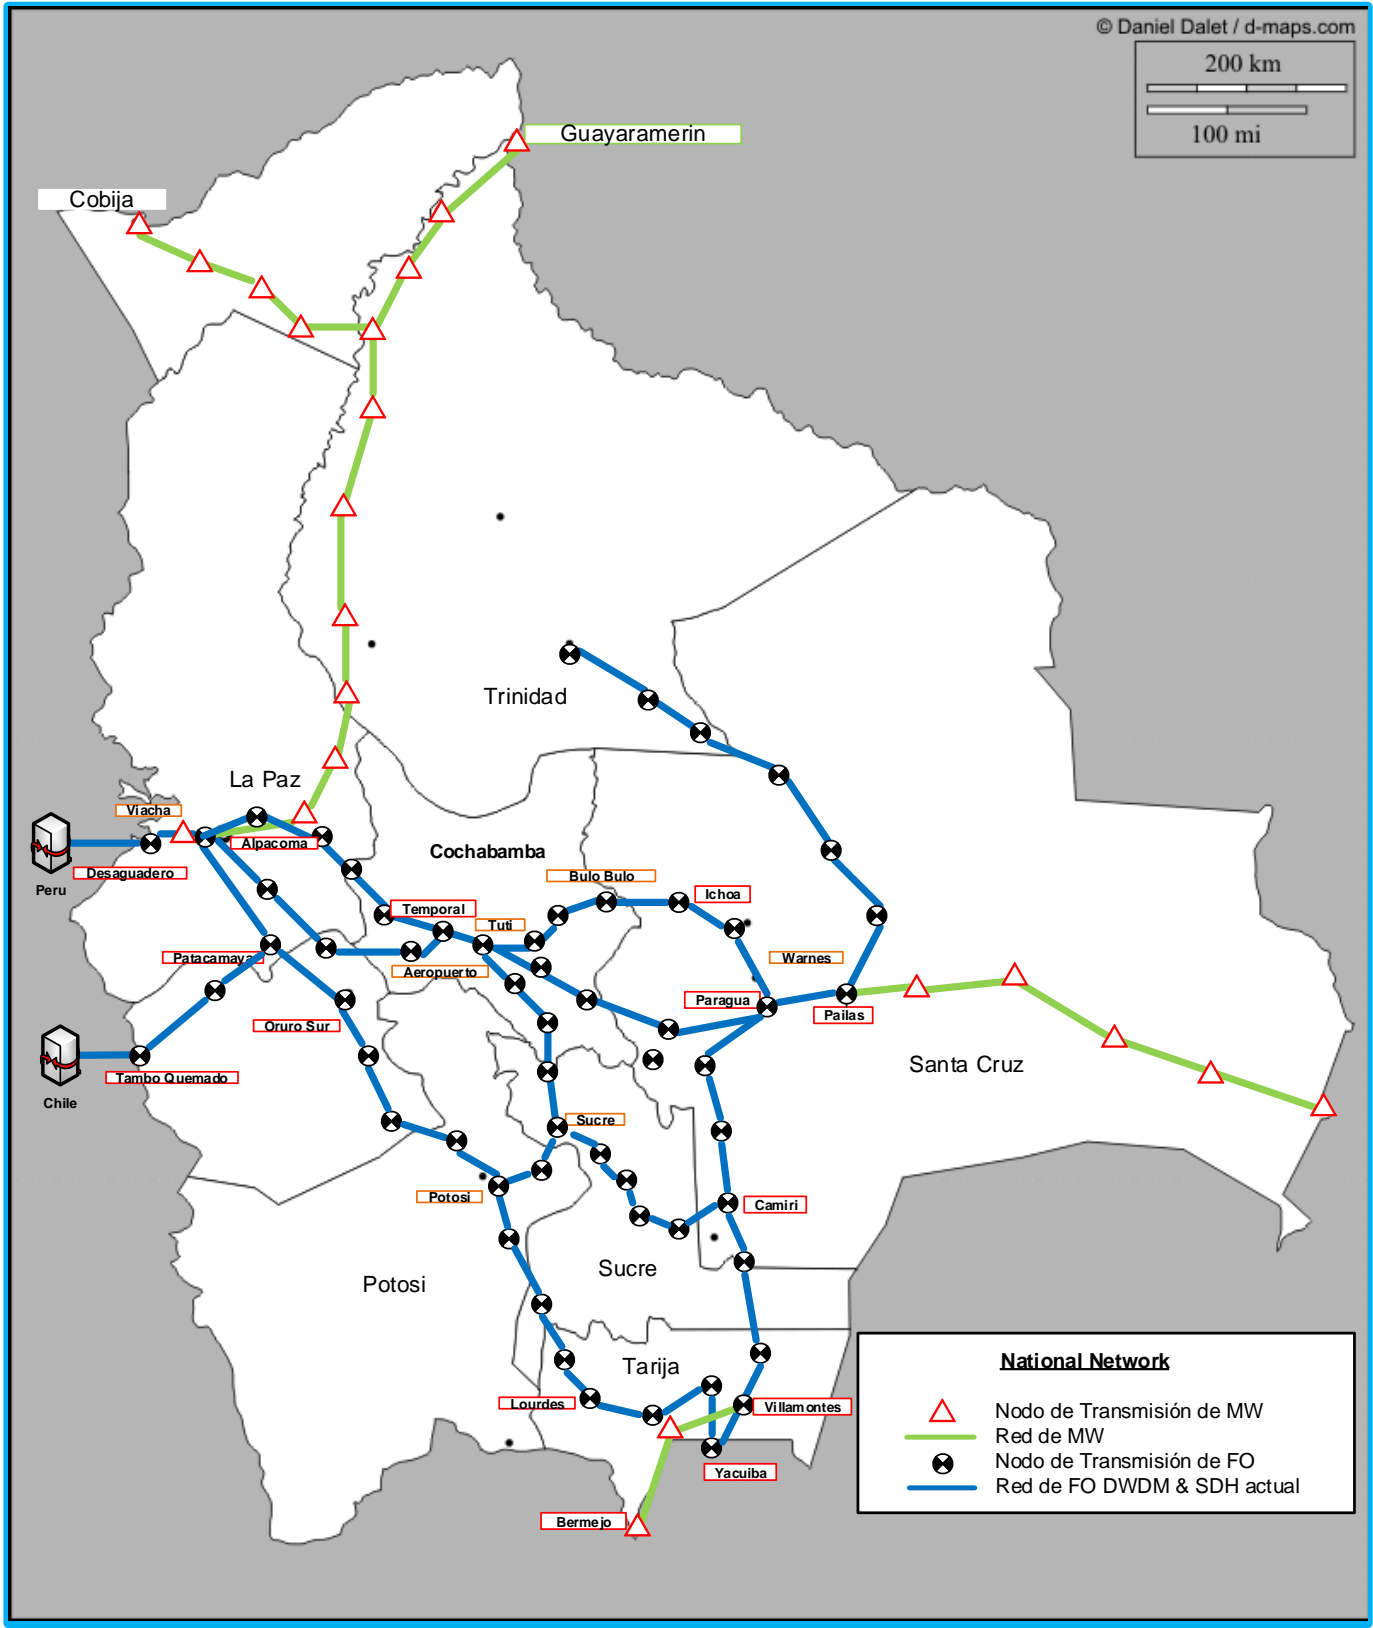 © Daniel Dalet / d-maps.com
200 km
100 mi
Guayaramerin
Cobija
Trinidad
La Paz
Viacha
Alpacoma
Cochabamba
Desaguadero
Peru
Bulo Bulo
Ichoa
Temporal
Tuti
Patacamaya
Aeropuerto
Warnes
Paragua
Pailas
Oruro Sur
Santa Cruz
Tambo Quemado
Chile
Sucre
Potosi
Camiri
Sucre
Potosi
Tarija
Lourdes
Villamontes
Yacuiba
Bermejo
National Network
Nodo de Transmisión de MW
Red de MW
Nodo de Transmisión de FO
Red de FO DWDM & SDH actual